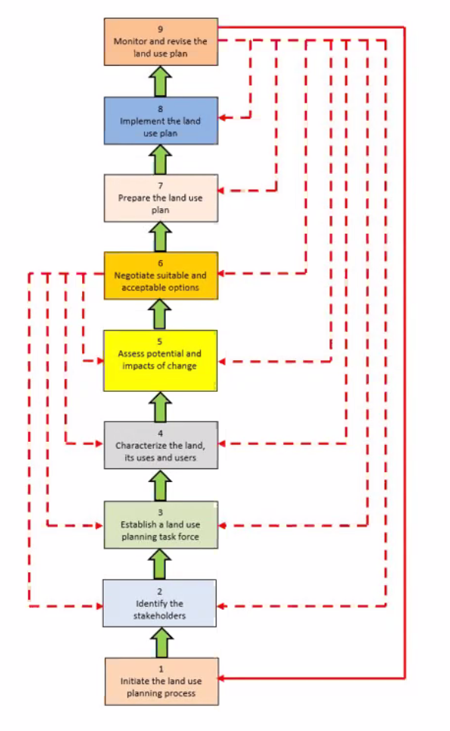 9
Monitor and revise the
land use plan
8
Implement the land
use plan
7
Prepare the land use
plan
6
Negotiate suitable and
acceptable options
5
Assess potential and
impacts of change
4
Characterize the land,
its uses and users
3
Establish a land use
planning task force
2
Identify the
stakeholders
1
Initiate the land use
planning process